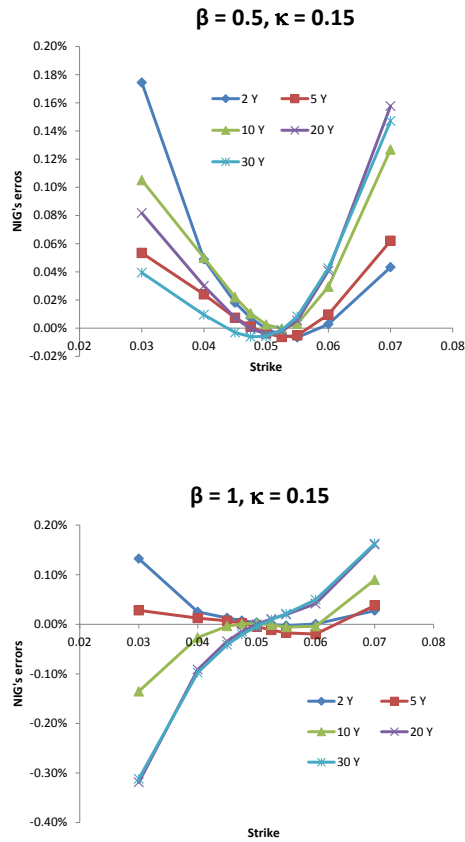 β = 0.5, κ = 0.15
0.20%
0.18%
0.16%
0.14%
0.12%
0.10%
0.08%
0.06%
0.04%
0.02%
0.00%
-0.02%
NIG's erros
2 Y 5 Y
10 Y 20 Y
30 Y
0.02 0.03 0.04 0.05 0.06 0.07 0.08
Strike
β = 1, κ = 0.15
0.20%
0.10%
0.00%
-0.10%
-0.20%
-0.30%
-0.40%
NIG's errors
0.02 0.03 0.04 0.05 0.06 0.07 0.08
2 Y 5 Y
10 Y 20 Y
30 Y
Strike